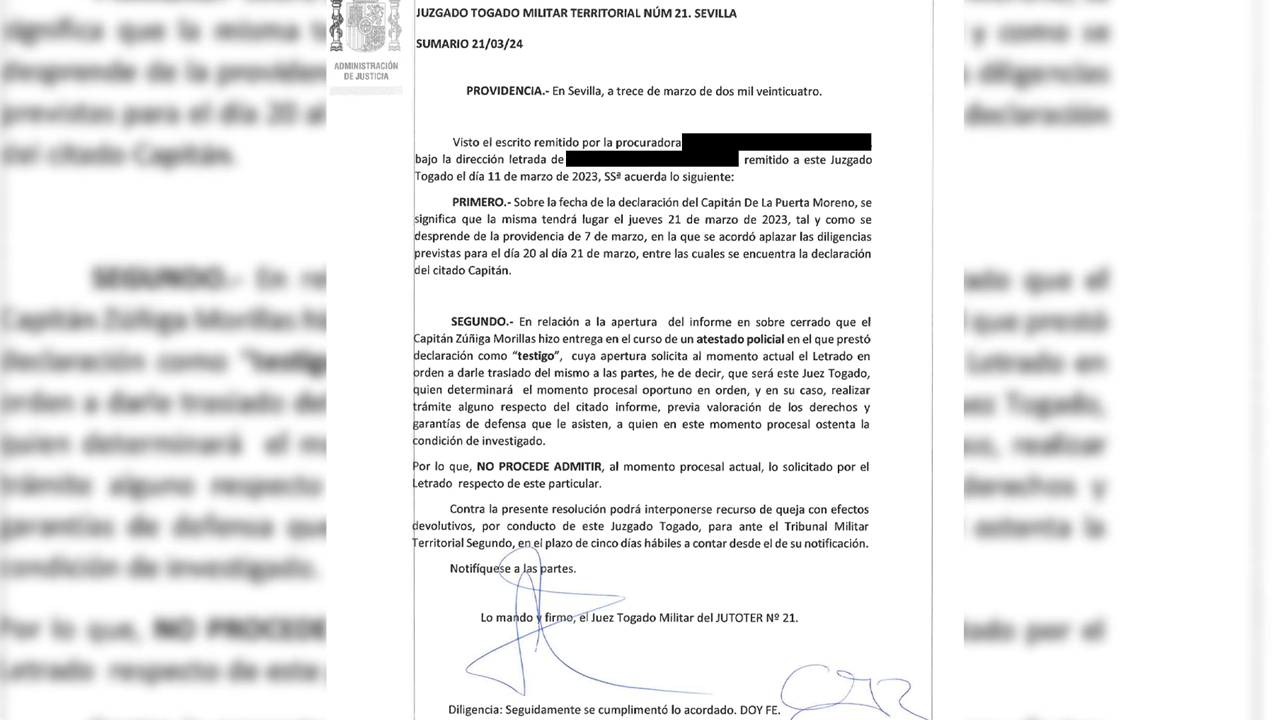 JUZGADO TOGADO MILITAR TERRITORIAL NÚM 21. SEVILLA
SUMARIO 21/03/24
ADMINISTRACIÓN
DE JUSTICIA
PROVIDENCIA.- En Sevilla, a trece de marzo de dos mil veinticuatro.
Visto el escrito remitido por la procuradora
bajo la dirección letrada de remitido a este Juzgado
Togado el día 11 de marzo de 2023, SSª acuerda lo siguiente:
PRIMERO.- Sobre la fecha de la declaración del Capitán De La Puerta Moreno, se
significa que la misma tendrá lugar el jueves 21 de marzo de 2023, tal y como se
desprende de la providencia de 7 de marzo, en la que se acordó aplazar las diligencias
previstas para el día 20 al día 21 de marzo, entre las cuales se encuentra la declaración
del citado Capitán.
SEGUNDO.- En relación a la apertura del informe en sobre cerrado que el
Capitán Zúñiga Morillas hizo entrega en el curso de un atestado policial en el que prestó
declaración como "testigo", cuya apertura solicita al momento actual el Letrado en
orden a darle traslado del mismo a las partes, he de decir, que será este Juez Togado,
quien determinará el momento procesal oportuno en orden, y en su caso, realizar
trámite alguno respecto del citado informe, previa valoración de los derechos y
garantías de defensa que le asisten, a quien en este momento procesal ostenta la
condición de investigado.
Por lo que, NO PROCEDE ADMITIR, al momento procesal actual, lo solicitado por el
Letrado respecto de este particular.
Contra la presente resolución podrá interponerse recurso de queja con efectos
devolutivos, por conducto de este Juzgado Togado, para ante el Tribunal Militar
Territorial Segundo, en el plazo de cinco días hábiles a contar desde el de su notificación.
Notifíquese a las partes.
Lo mando y firmo, el Juez Togado Militar del JUTOTER Nº 21.
Diligencia: Seguidamente se cumplimentó lo acordado. DOY FE.